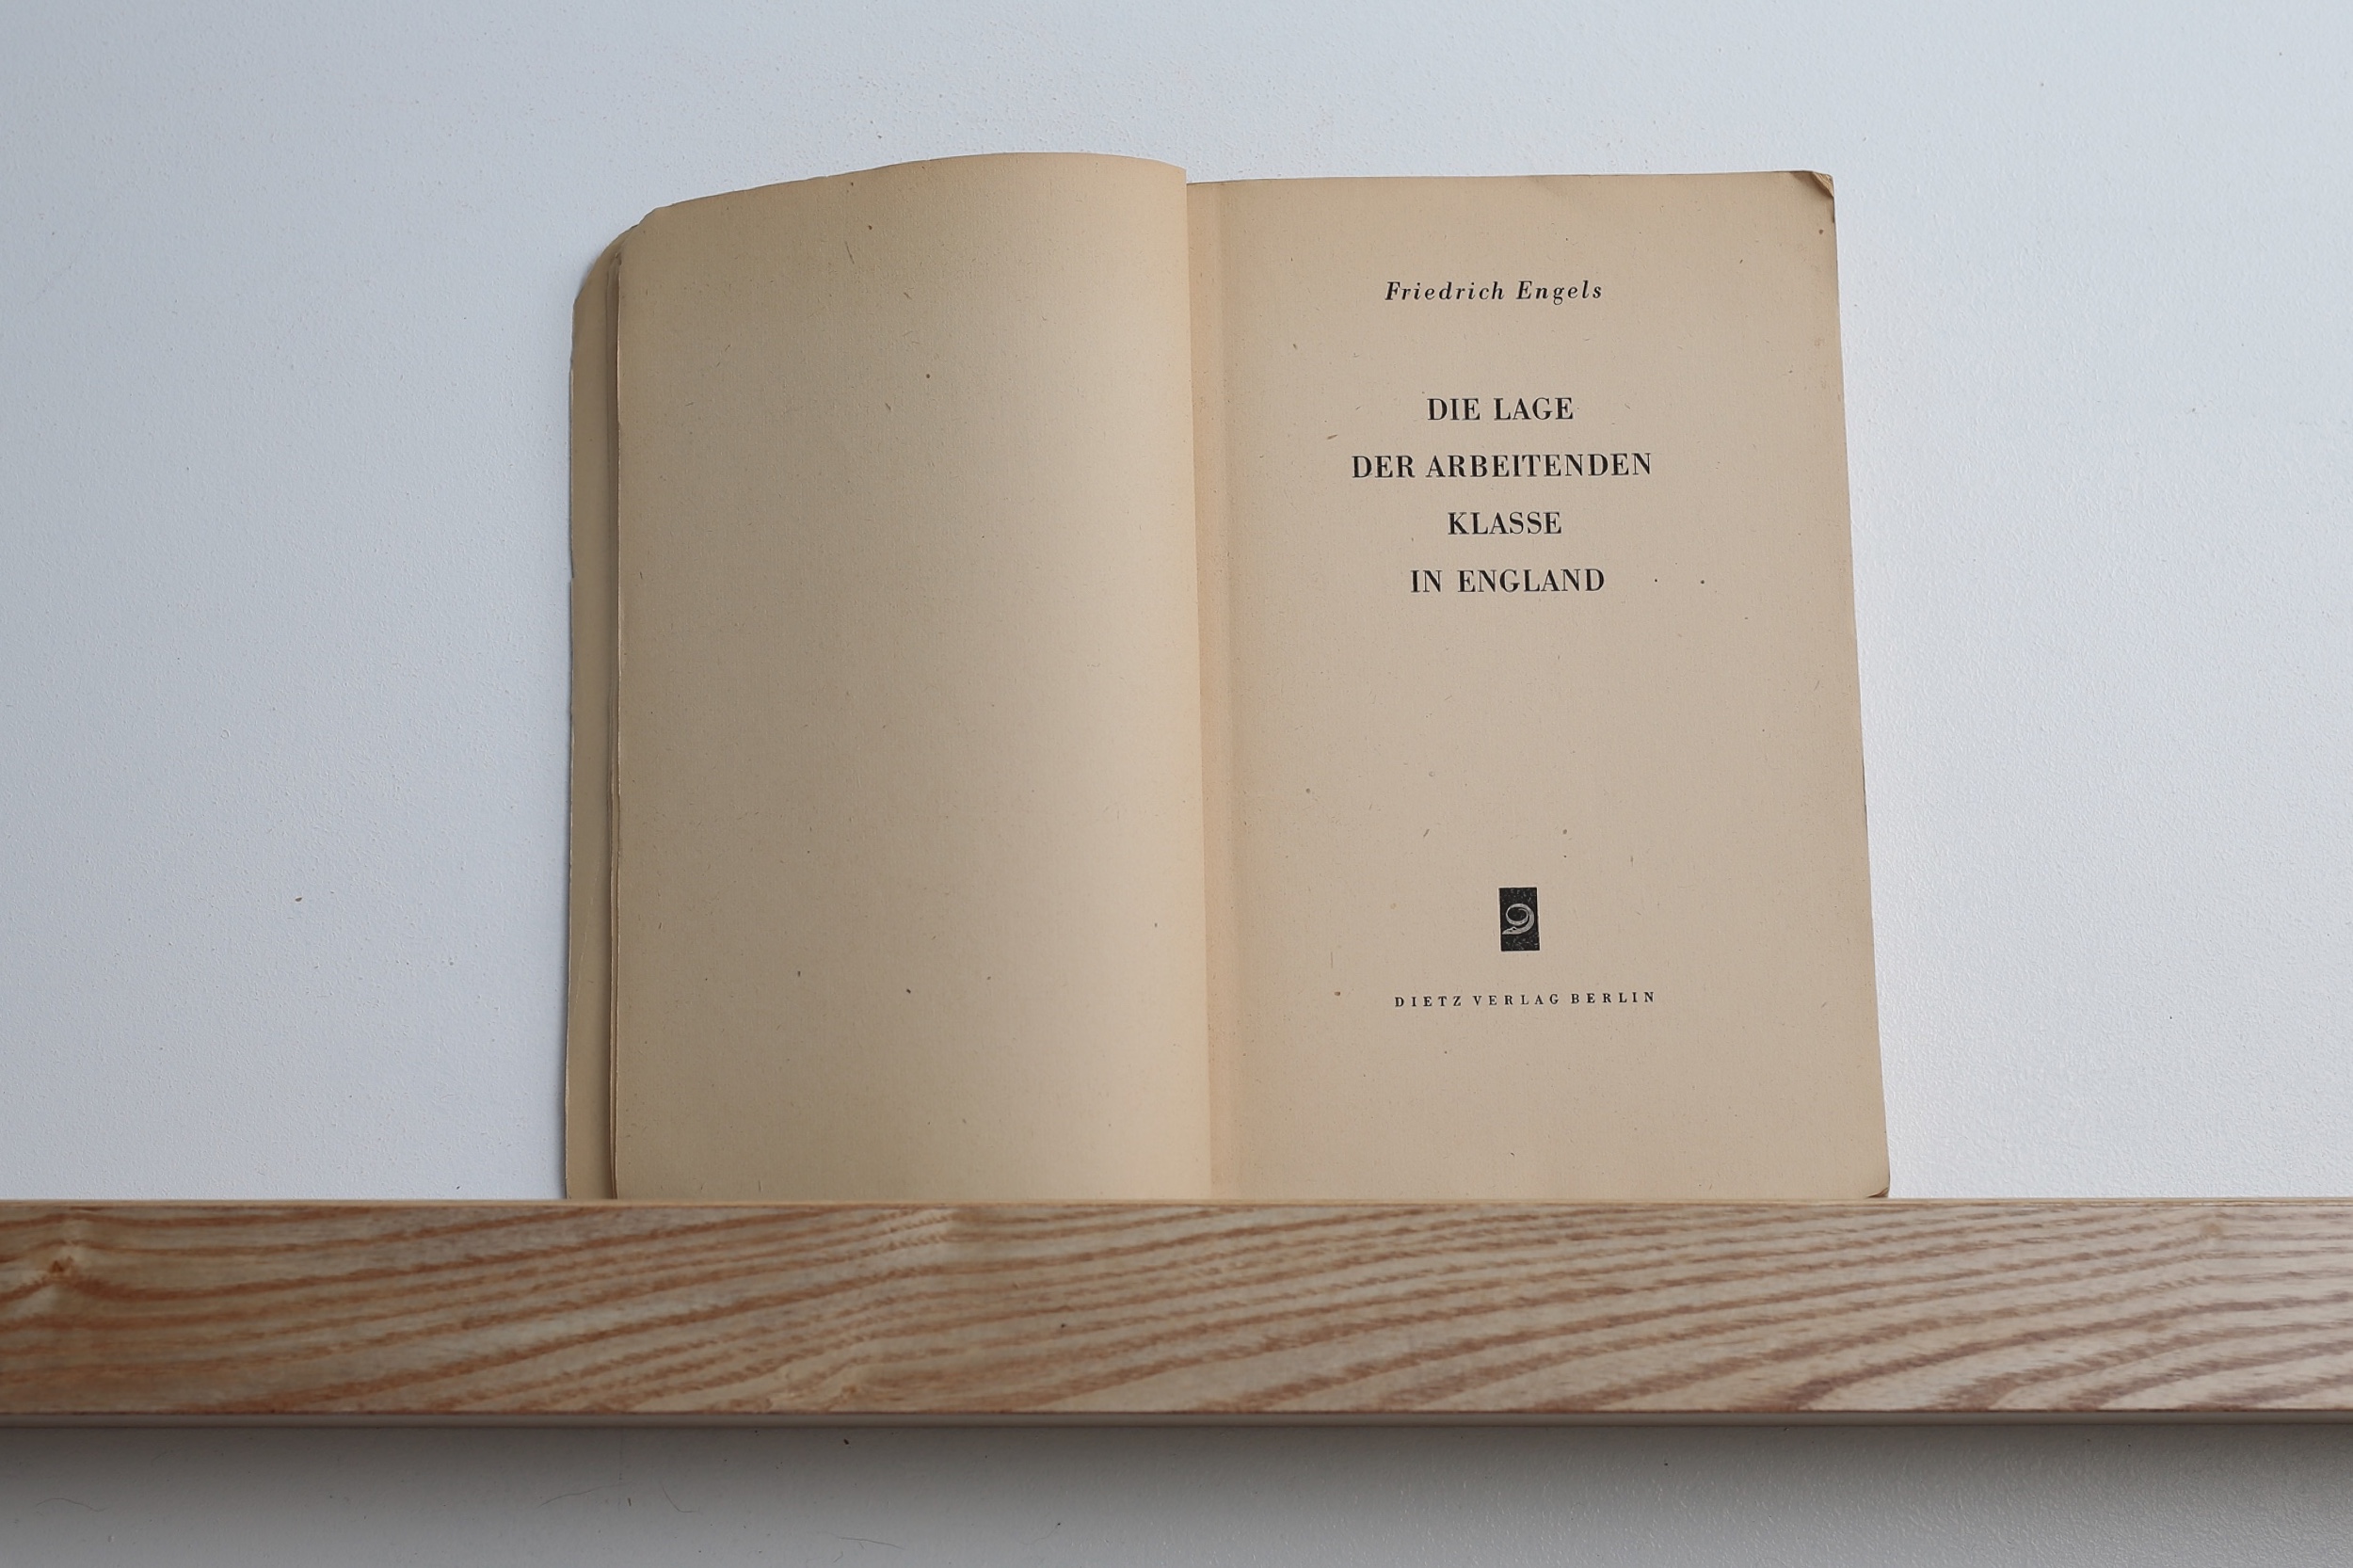 Friedrich Engels
DIE LAGE
DER ARBEITENDEN
KLASSE
IN ENGLAND
DIETZ VERLAG BERLIN